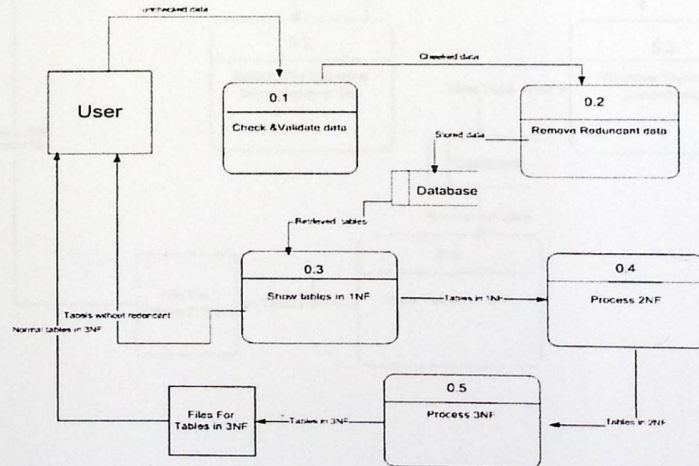 unchecked data
Checked data
User
0.1
Check &Validate data
0.2
Remove Redundant data
Stored data
Database
Retrieved tables
0.3
Show tables in 1NF
Tables in 1NF
0.4
Process 2NF
Tabels without redundant
Normal tables in 3NF
0.5
Process 3NF
Tables in 2NF
Tables in 3NF
Files For
Tables in 3NF